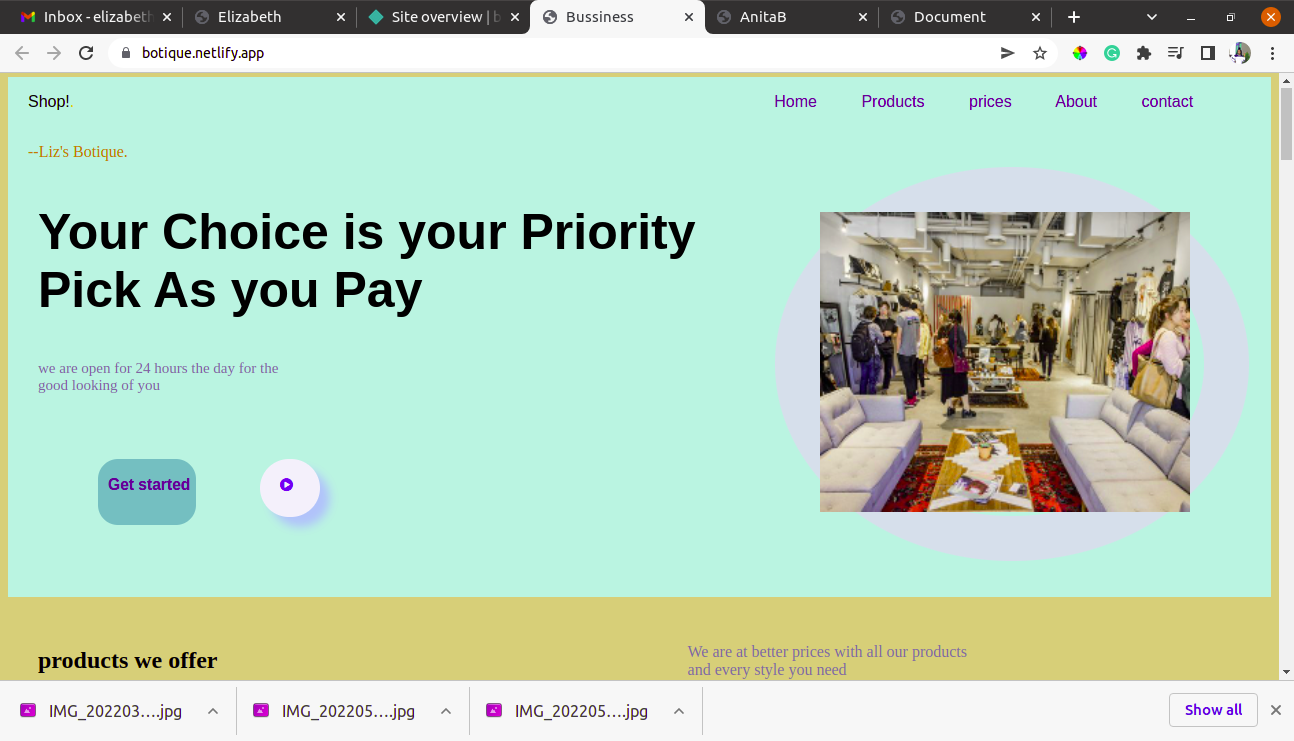 Inbox - elizabeth
Elizabeth
Site overview | b
Bussiness
AnitaB
Document
botique.netlify.app
Shop!.
Home
Products
prices
About
contact
--Liz's Botique.
Your Choice is your Priority
Pick As you Pay
we are open for 24 hours the day for the
good looking of you
Get started
products we offer
We are at better prices with all our products
and every style you need
IMG_202203....jpg
IMG_202205....jpg
IMG_202205....jpg
Show all